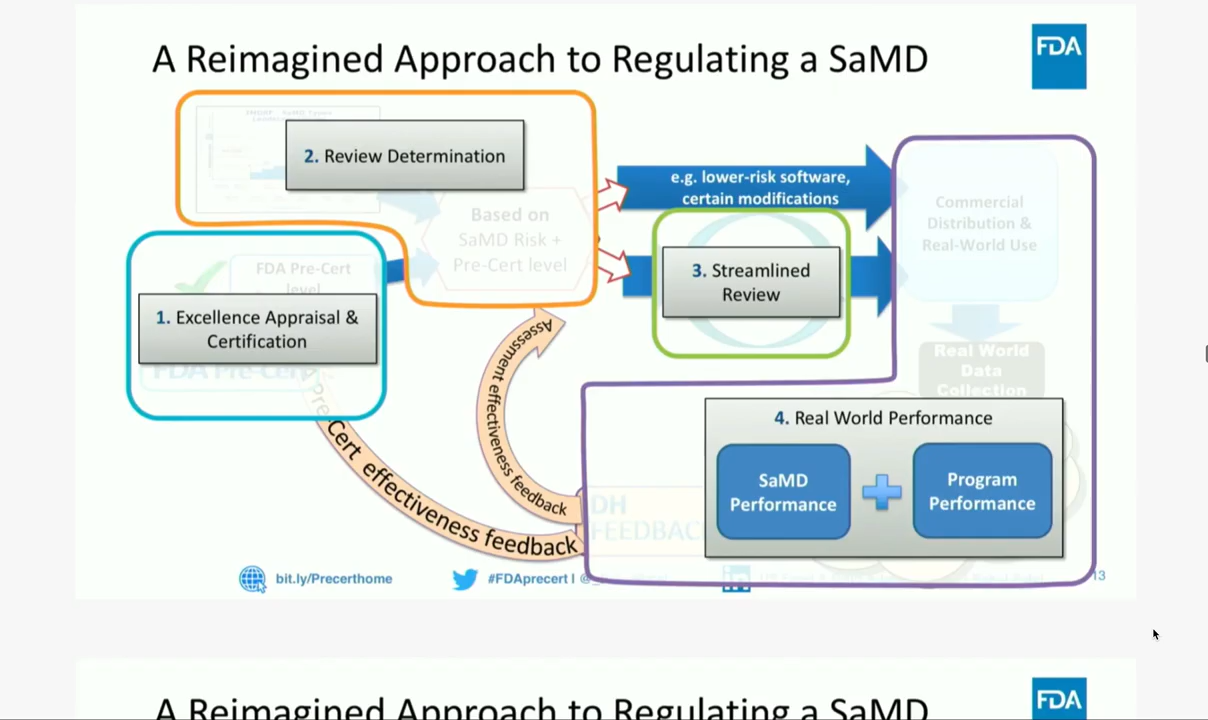 A Reimagined Approach to Regulating a SaMD
FDA
2. Review Determination
Based on
SaMD Risk +
Pre-Cert level
e.g. lower-risk software,
certain modifications
Commercial
Distribution &
Real-World Use
FDA Pre-Cert
level
1. Excellence Appraisal &
Certification
FDA Pre-Cert
3. Streamlined
Review
Real World
Data
Collection
Assessment effectiveness feedback
Pre-Cert effectiveness feedback
4. Real World Performance
SaMD
Performance
Program
Performance
DH
FEEDBACK
bit.ly/Precerthome
#FDAprecert I @
13
A Reimagined Approach to Regulating a SaMD
FDA